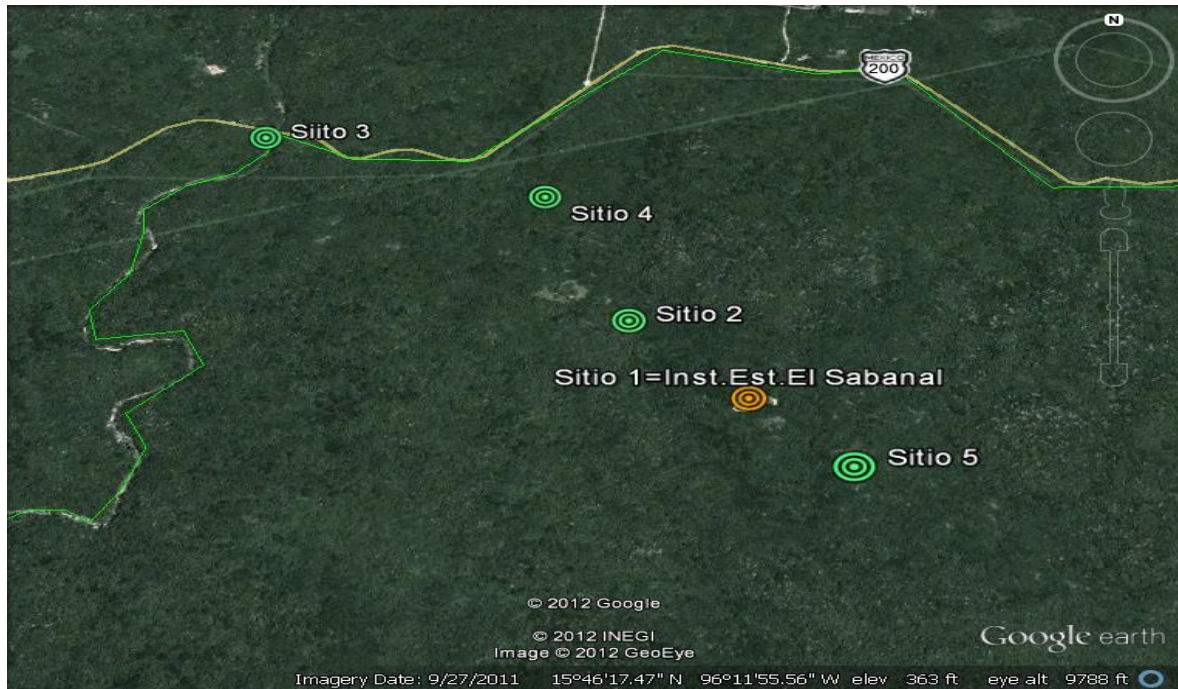 N
MEXICO
200
Siito 3
Sitio 4
Sitio 2
Sitio 1=Inst.Est.El Sabanal
Sitio 5
© 2012 Google
© 2012 INEGI
Image © 2012 GeoEye
Google earth
Imagery Date: 9/27/2011 15°46'17.47" N 96°11'55.56" W elev 363 ft eye alt 9788 ft